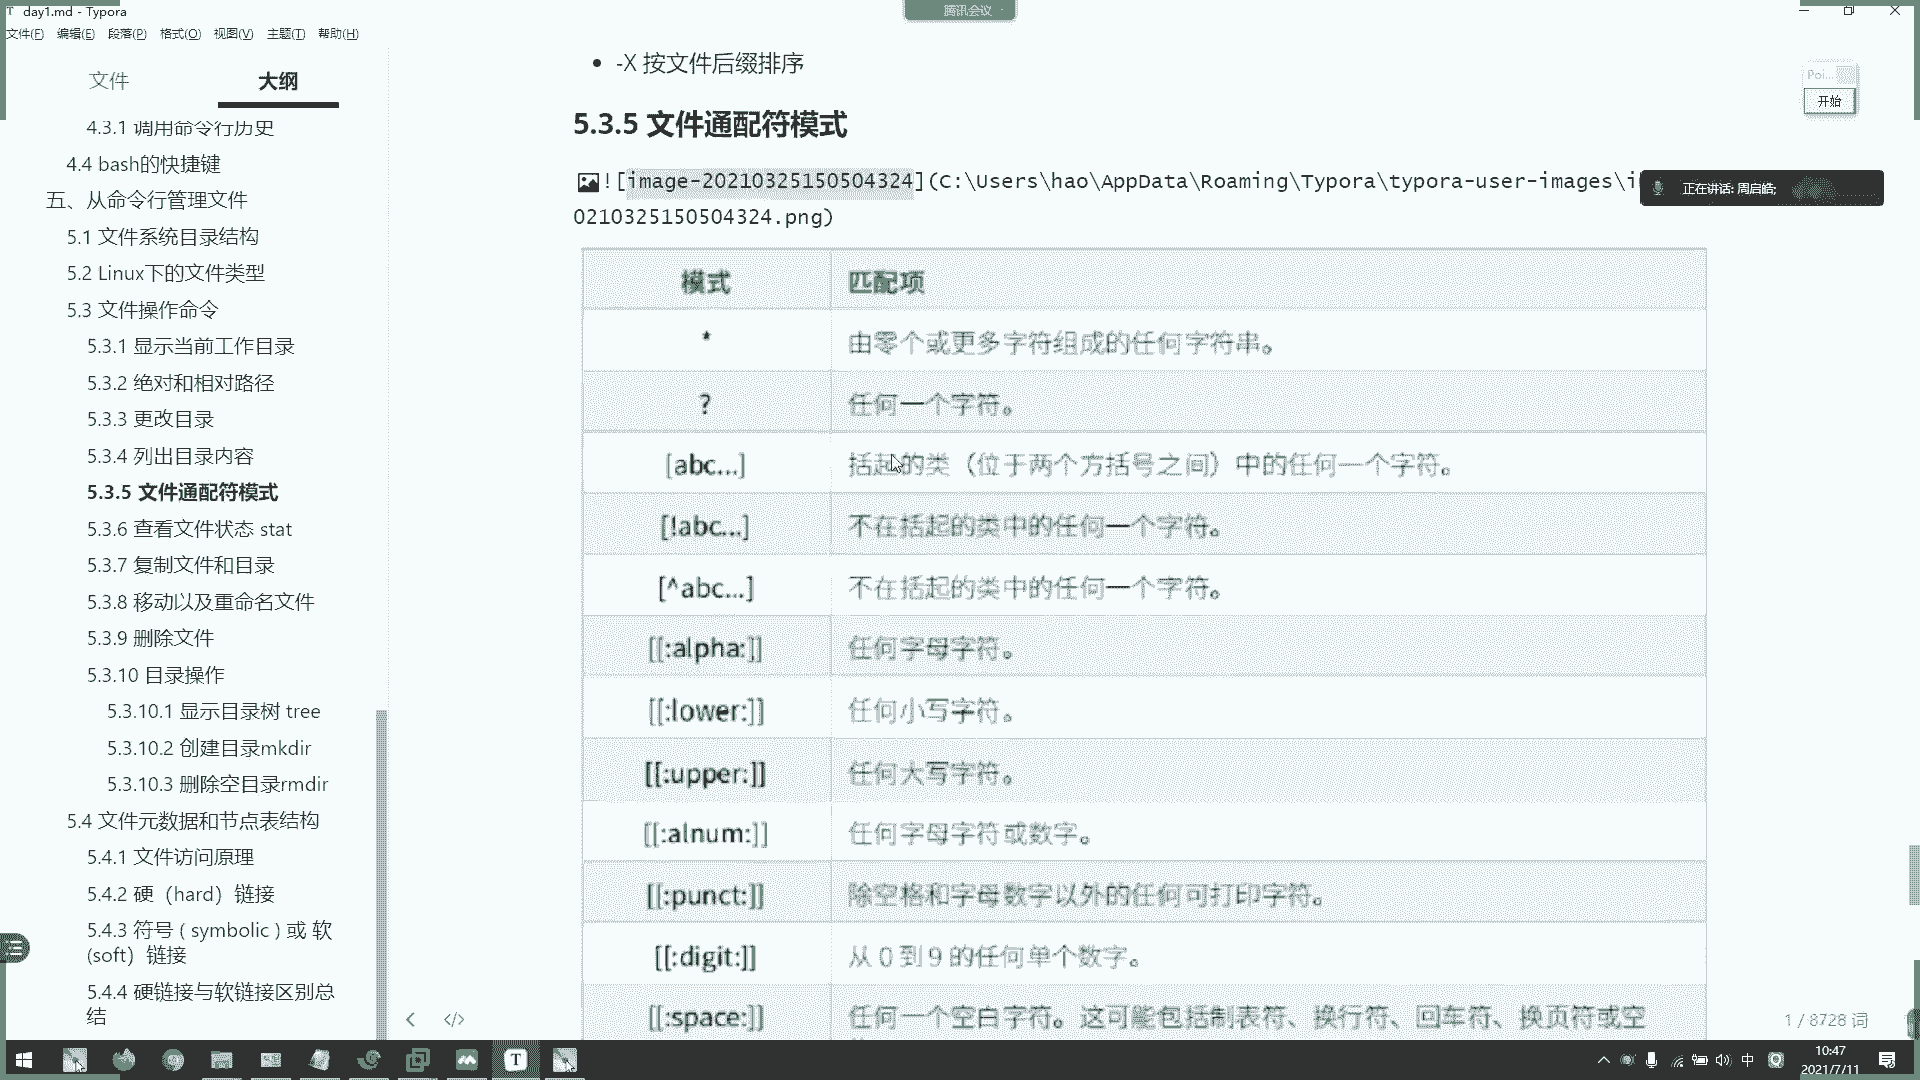 day1.md - Typora
腾讯会议
文件(F) 编辑(E) 段落(P) 格式(O) 视图(V) 主题(T) 帮助(H)
文件 大纲
4.3.1 调用命令行历史
4.4 bash的快捷键
五、从命令行管理文件
5.1 文件系统目录结构
5.2 Linux下的文件类型
5.3 文件操作命令
5.3.1 显示当前工作目录
5.3.2 绝对和相对路径
5.3.3 更改目录
5.3.4 列出目录内容
5.3.5 文件通配符模式
5.3.6 查看文件状态 stat
5.3.7 复制文件和目录
5.3.8 移动以及重命名文件
5.3.9 删除文件
5.3.10 目录操作
5.3.10.1 显示目录树 tree
5.3.10.2 创建目录mkdir
5.3.10.3 删除空目录rmdir
5.4 文件元数据和节点表结构
5.4.1 文件访问原理
5.4.2 硬（hard）链接
5.4.3 符号 ( symbolic ) 或 软
(soft）链接
5.4.4 硬链接与软链接区别总
结
-X 按文件后缀排序
5.3.5 文件通配符模式
![image-20210325150504324](C:\Users\hao\AppData\Roaming\Typora\typora-user-images\i
0210325150504324.png)
模式 匹配项
* 由零个或更多字符组成的任何字符串。
? 任何一个字符。
[abc...] 括起的类（位于两个方括号之间）中的任何一个字符。
[!abc...] 不在括起的类中的任何一个字符。
[^abc...] 不在括起的类中的任何一个字符。
[[:alpha:]] 任何字母字符。
[[:lower:]] 任何小写字符。
[[:upper:]] 任何大写字符。
[[:alnum:]] 任何字母字符或数字。
[[:punct:]] 除空格和字母数字以外的任何可打印字符。
[[:digit:]] 从 0 到 9 的任何单个数字。
[[:space:]] 任何一个空白字符。这可能包括制表符、换行符、回车符、换页符或空
Poi...
开始
正在讲话: 周启皓;
1 / 8728 词
中
10:47
2021/7/11